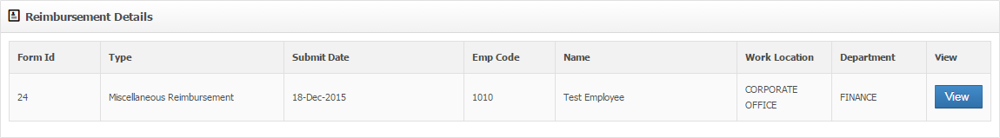 Reimbursement Details
Form Id Type Submit Date Emp Code Name Work Location Department View
24 Miscellaneous Reimbursement 18-Dec-2015 1010 Test Employee CORPORATE
OFFICE FINANCE View